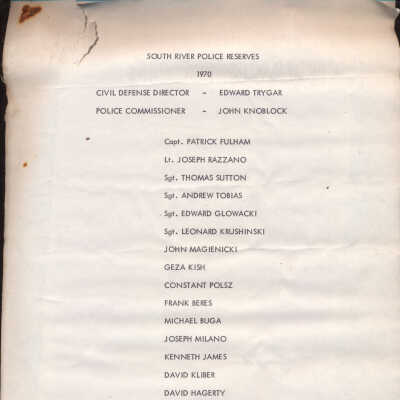 SOUTH RIVER POLICE RESERVES
1970
CIVIL DEFENSE DIRECTOR - EDWARD TRYGAR
POLICE COMMISSIONER - JOHN KNOBLOCK
Capt. PATRICK FULHAM
Lt. JOSEPH RAZZANO
Sgt. THOMAS SUTTON
Sgt. ANDREW TOBIAS
Sgt. EDWARD GLOWACKI
Sgt. LEONARD KRUSHINSKI
JOHN MAGIENICKI
GEZA KISH
CONSTANT POLSZ
FRANK BERES
MICHAEL BUGA
JOSEPH MILANO
KENNETH JAMES
DAVID KLIBER
DAVID HAGERTY